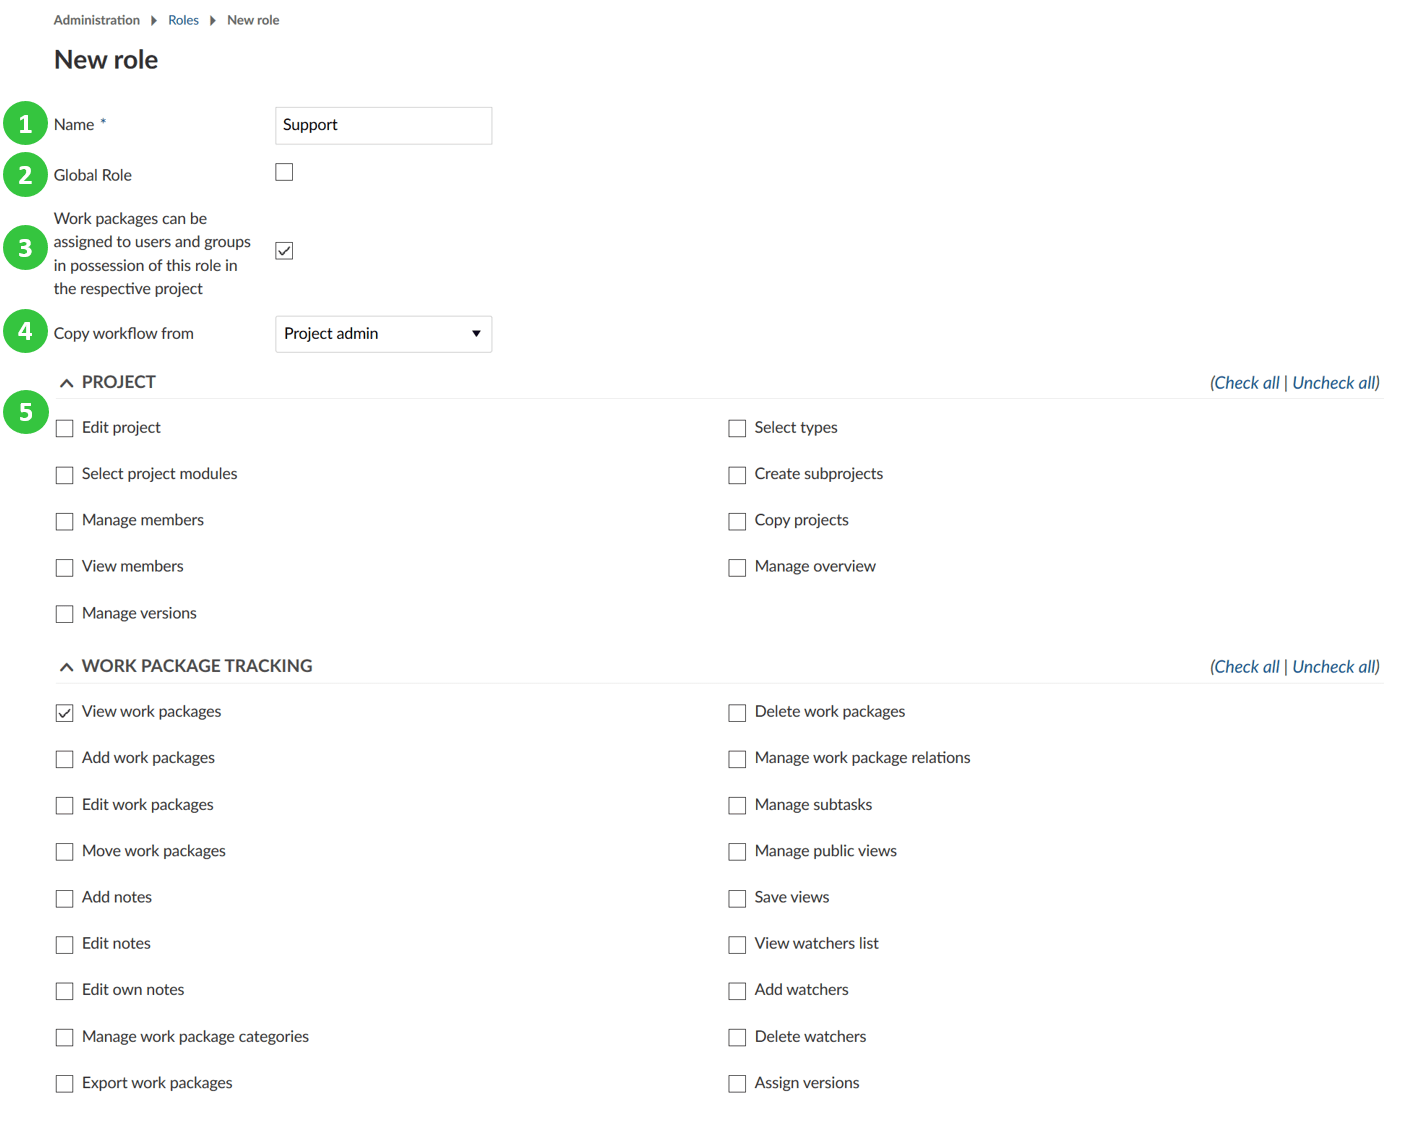 Administration Roles New role
New role
1 Name * Support
2 Global Role
Work packages can be
3 assigned to users and groups
in possession of this role in
the respective project
4 Copy workflow from Project admin
PROJECT (Check all | Uncheck all)
5
Edit project Select types
Select project modules Create subprojects
Manage members Copy projects
View members Manage overview
Manage versions
WORK PACKAGE TRACKING (Check all | Uncheck all)
View work packages Delete work packages
Add work packages Manage work package relations
Edit work packages Manage subtasks
Move work packages Manage public views
Add notes Save views
Edit notes View watchers list
Edit own notes Add watchers
Manage work package categories Delete watchers
Export work packages Assign versions